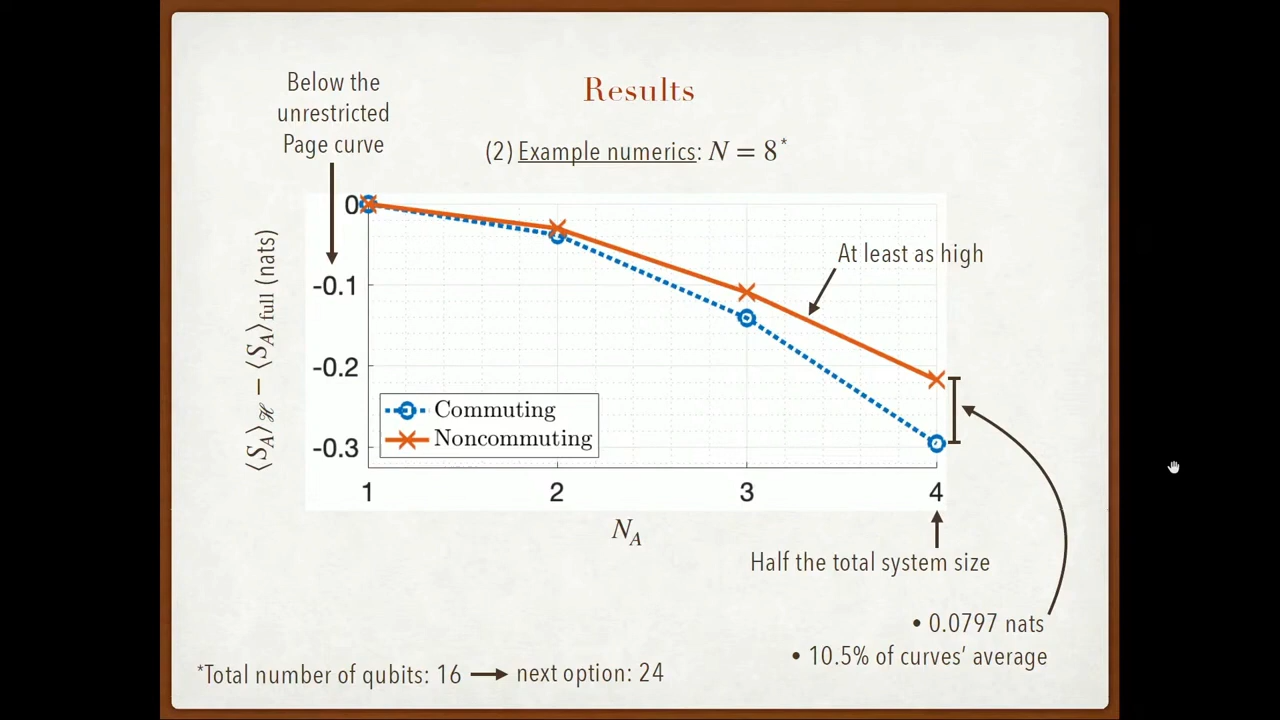 Results
Below the
unrestricted
Page curve
(2) Example numerics: N = 8*
0
-0.1
-0.2
-0.3
⟨S_A⟩_ℋ − ⟨S_A⟩_full (nats)
At least as high
Commuting
Noncommuting
1 2 3 4
N_A
Half the total system size
• 0.0797 nats
• 10.5% of curves’ average
*Total number of qubits: 16 ⟶ next option: 24